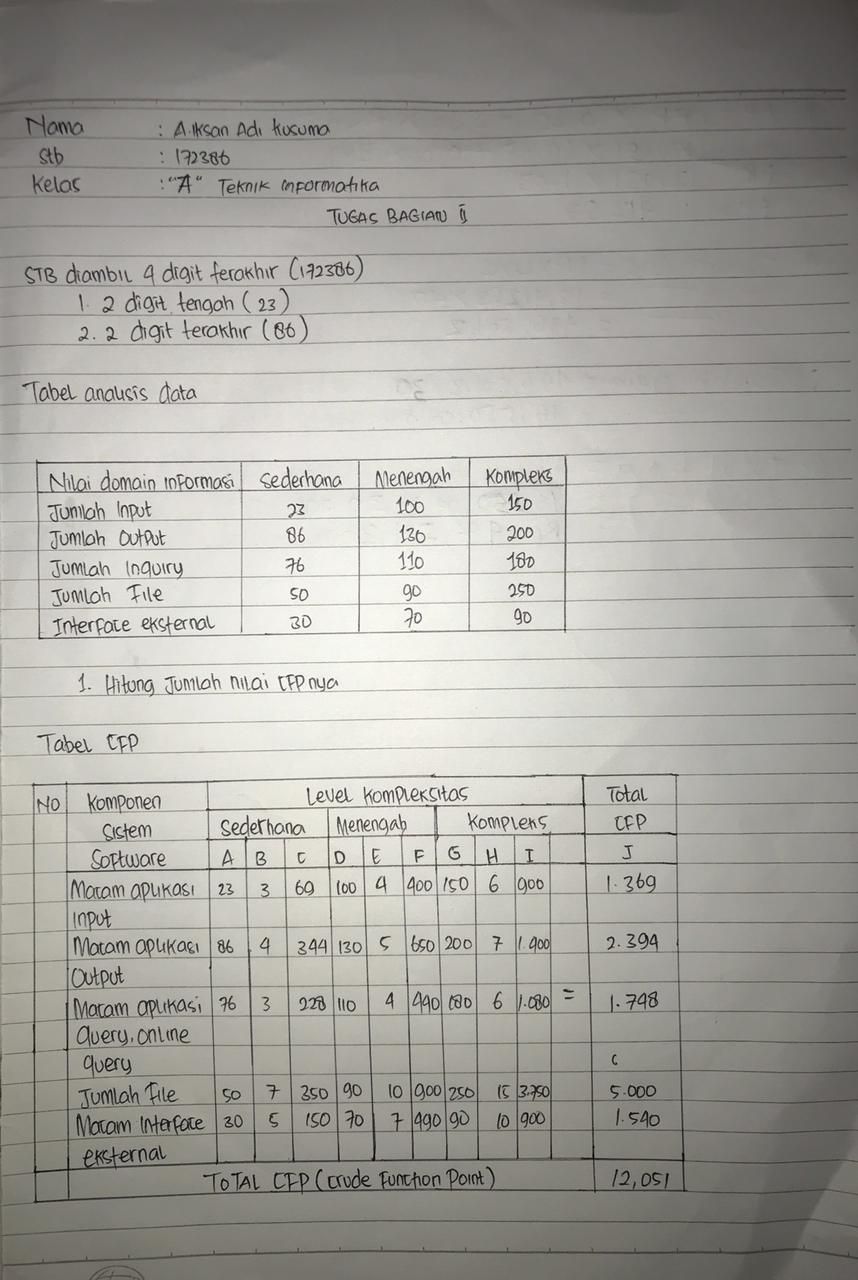 Nama : A.Iksan Adi Kusuma
Stb : 172386
Kelas : "A" Teknik Informatika
TUGAS BAGIAN II
STB diambil 4 digit terakhir (172386)
1. 2 digit tengah (23)
2. 2 digit terakhir (86)
Tabel analisis data
Nilai domain informasi Sederhana Menengah Kompleks
Jumlah Input 23 100 150
Jumlah Output 86 130 200
Jumlah Inquiry 76 110 180
Jumlah File 50 90 250
Interface eksternal 30 70 90
1. Hitung Jumlah nilai CFPnya
Tabel CFP
NO Komponen Level Kompleksitas Total
Sistem Sederhana Menengah Kompleks CFP
Software A B C D E F G H I J
Macam aplikasi 23 3 69 100 4 400 150 6 900 1.369
Input
Macam aplikasi 86 4 344 130 5 650 200 7 1.400 2.394
Output
Macam aplikasi 76 3 228 110 4 440 180 6 1.080 = 1.748
Query, online
query c
Jumlah File 50 7 350 90 10 900 250 15 3.750 5.000
Macam Interface 30 5 150 70 7 490 90 10 900 1.540
eksternal
TOTAL CFP (Crude Function Point) 12,051